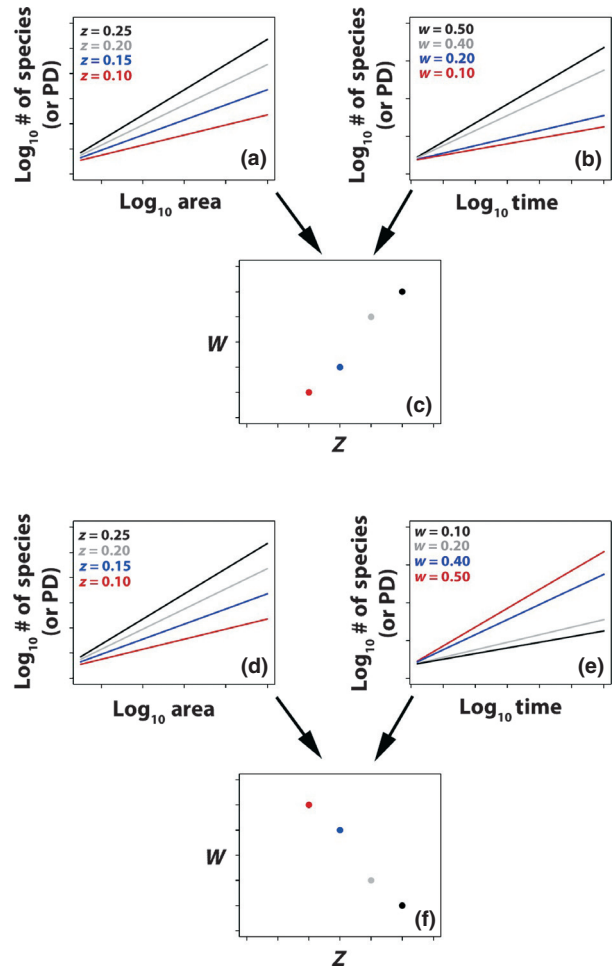 Log10 # of species
(or PD)
z = 0.25
z = 0.20
z = 0.15
z = 0.10
(a)
Log10 area
Log10 # of species
(or PD)
w = 0.50
w = 0.40
w = 0.20
w = 0.10
(b)
Log10 time
W
(c)
Z
Log10 # of species
(or PD)
z = 0.25
z = 0.20
z = 0.15
z = 0.10
(d)
Log10 area
Log10 # of species
(or PD)
w = 0.10
w = 0.20
w = 0.40
w = 0.50
(e)
Log10 time
W
(f)
Z